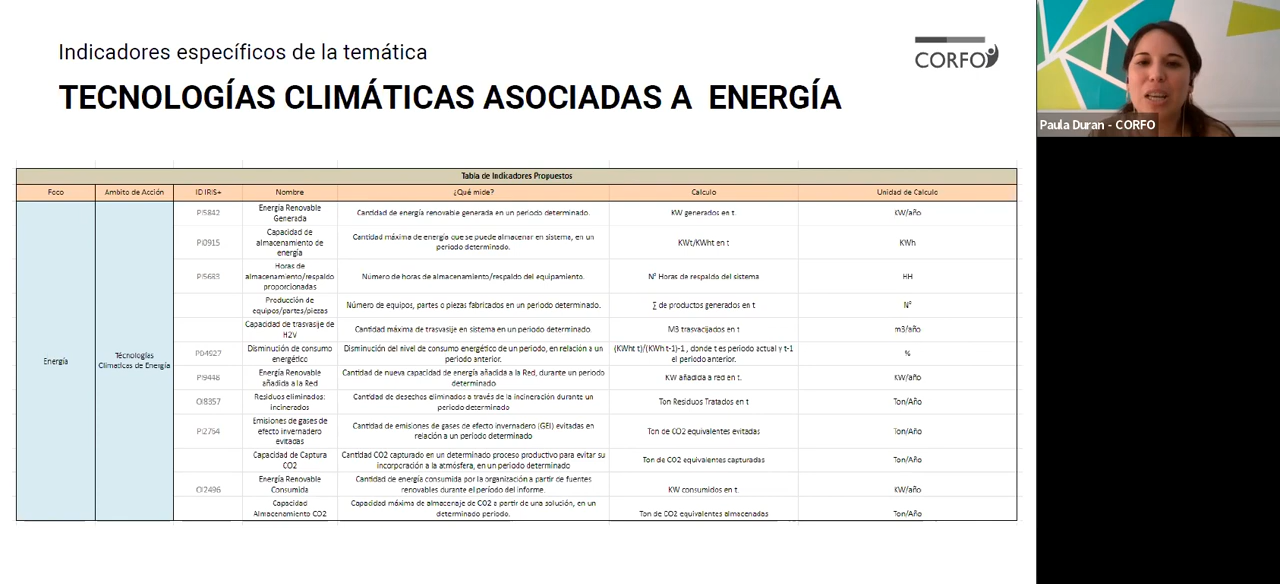 Indicadores específicos de la temática
TECNOLOGÍAS CLIMÁTICAS ASOCIADAS A ENERGÍA
CORFO
Paula Duran - CORFO
Tabla de Indicadores Propuestos
Foco Ambito de Acción ID IRIS+ Nombre ¿Qué mide? Calculo Unidad de Calculo
Energía
Técnologías
Climaticas de Energía
PI5842
Energía Renovable
Generada
Cantidad de energía renovable generada en un periodo determinado.
KW generados en t.
KW/año
PI0915
Capacidad de
almacenamiento de
energía
Cantidad máxima de energía que se puede almacenar en sistema, en un
periodo determinado.
KWt/KWht en t
KWh
PI5683
Horas de
almacenamiento/respaldo
proporcionadas
Número de horas de almacenamiento/respaldo del equipamiento.
N° Horas de respaldo del sistema
HH
Producción de
equipos/partes/piezas
Número de equipos, partes o piezas fabricados en un periodo determinado.
∑ de productos generados en t
N°
Capacidad de trasvasije de
H2V
Cantidad máxima de trasvasije en sistema en un periodo determinado
M3 trasvacijados en t
m3/año
PD4927
Disminución de consumo
energético
Disminución del nivel de consumo energético de un periodo, en relación a un
periodo anterior.
(KWht t)/(KWh t-1)-1 , donde t es periodo actual y t-1
el periodo anterior.
%
PI9448
Energía Renovable
añadida a la Red
Cantidad de nueva capacidad de energía añadida a la Red, durante un periodo
determinado
KW añadida a red en t.
KW/año
OI8357
Residuos eliminados:
Incinerados
Cantidad de desechos eliminados a través de la incineración durante un
periodo determinado
Ton Residuos Tratados en t
Ton/Año
PI2764
Emisiones de gases de
efecto invernadero
evitadas
Cantidad de emisiones de gases de efecto invernadero (GEI) evitadas en
relación a un periodo determinado
Ton de CO2 equivalentes evitadas
Ton/Año
Capacidad de Captura
CO2
Cantidad CO2 capturado en un determinado proceso productivo para evitar su
incorporación a la atmósfera, en un periodo determinado
Ton de CO2 equivalentes capturadas
Ton/Año
OI2496
Energía Renovable
Consumida
Cantidad de energía consumida por la organización a partir de fuentes
renovables durante el período del informe.
KW consumidos en t.
KW/año
Capacidad
Almacenamiento CO2
Capacidad máxima de almacenaje de CO2 a partir de una solución, en un
determinado periodo.
Ton de CO2 equivalentes almacenadas
Ton/Año